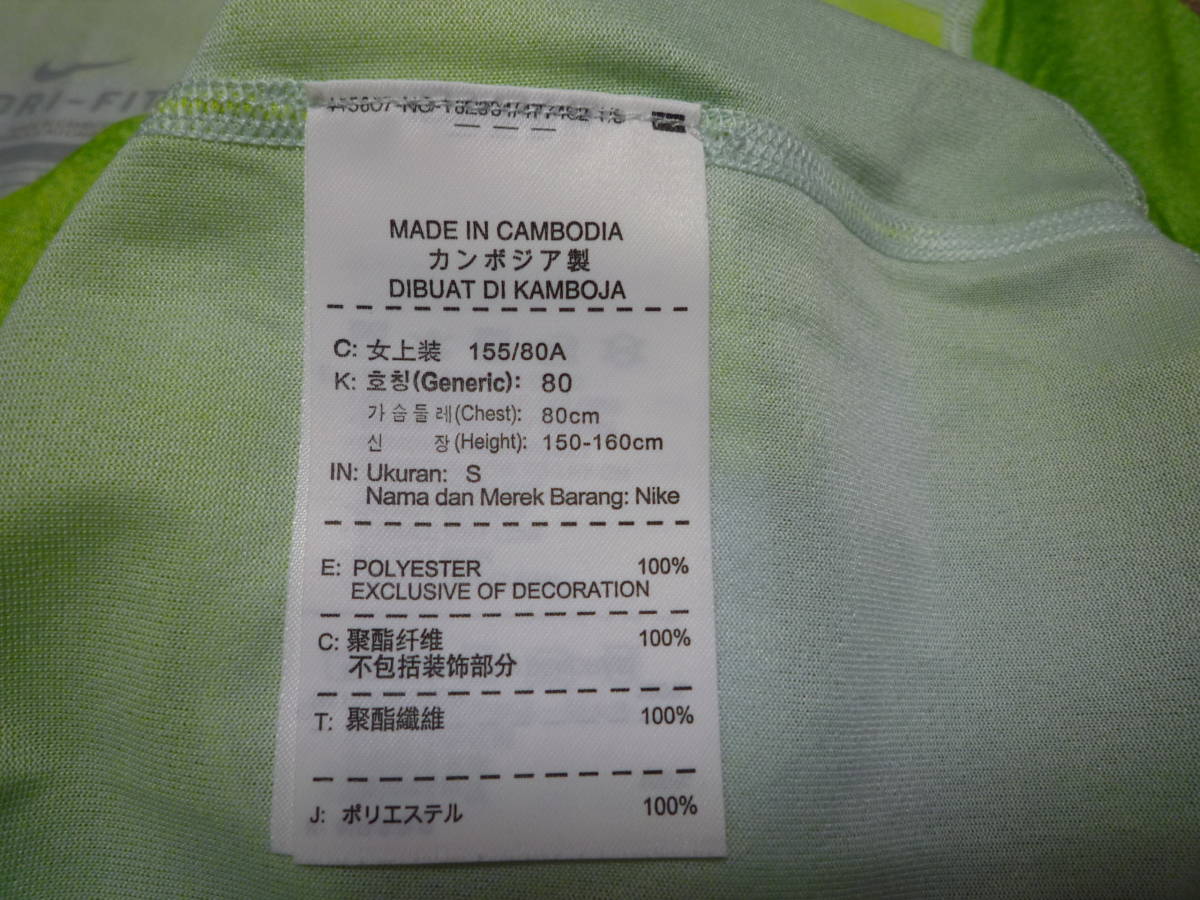 DRI-FIT
MADE IN CAMBODIA
カンボジア製
DIBUAT DI KAMBOJA
C: 女上装 155/80A
K: 호칭(Generic): 80
가슴둘레(Chest): 80cm
신 장(Height): 150-160cm
IN: Ukuran: S
Nama dan Merek Barang: Nike
E: POLYESTER 100%
EXCLUSIVE OF DECORATION
C: 聚酯纤维 100%
不包括装饰部分
T: 聚酯纖維 100%
J: ポリエステル 100%